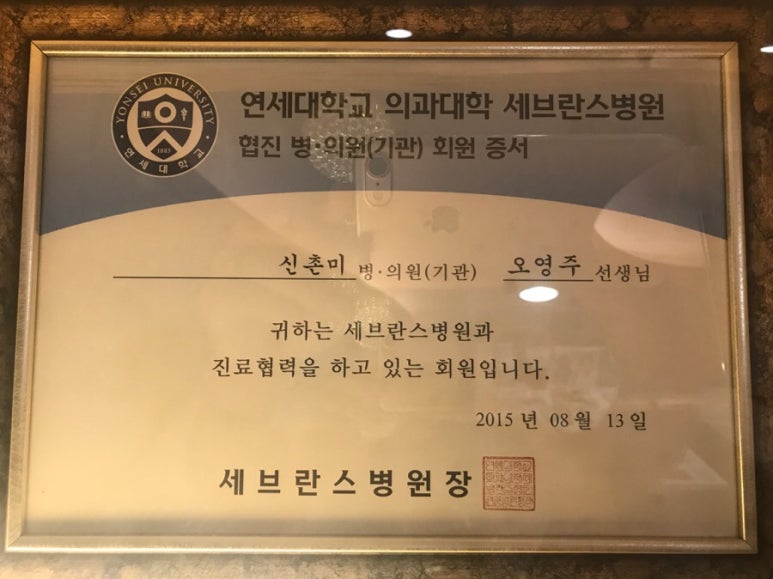 YONSEI UNIVERSITY
1885
연세대학교
연세대학교 의과대학 세브란스병원
협진 병·의원(기관) 회원 증서
신촌미 병·의원(기관) 오영주 선생님
귀하는 세브란스병원과
진료협력을 하고 있는 회원입니다.
2015 년 08 월 13 일
세브란스병원장